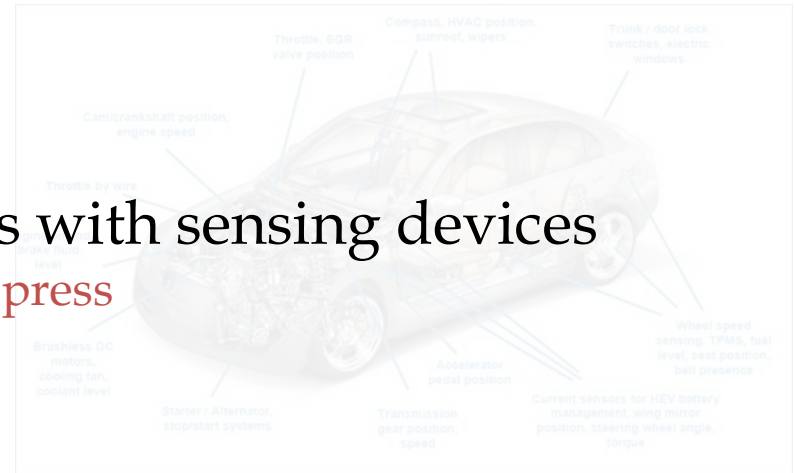 Compass, HVAC position,
sunroof, wipers
Throttle, EGR
valve position
Trunk / door lock,
switches, electric
windows
Cam/crankshaft position,
engine speed
Throttle by wire
s with sensing devices
brake fluid
level
press
Brushless DC
motors,
cooling fan,
coolant level
Wheel speed
sensing, TPMS, fuel
level, seat position,
belt presence
Accelerator
pedal position
Starter / Alternator,
stop/start systems
Transmission
gear position,
speed
Current sensors for HEV battery
management, wing mirror
position, steering wheel angle,
torque